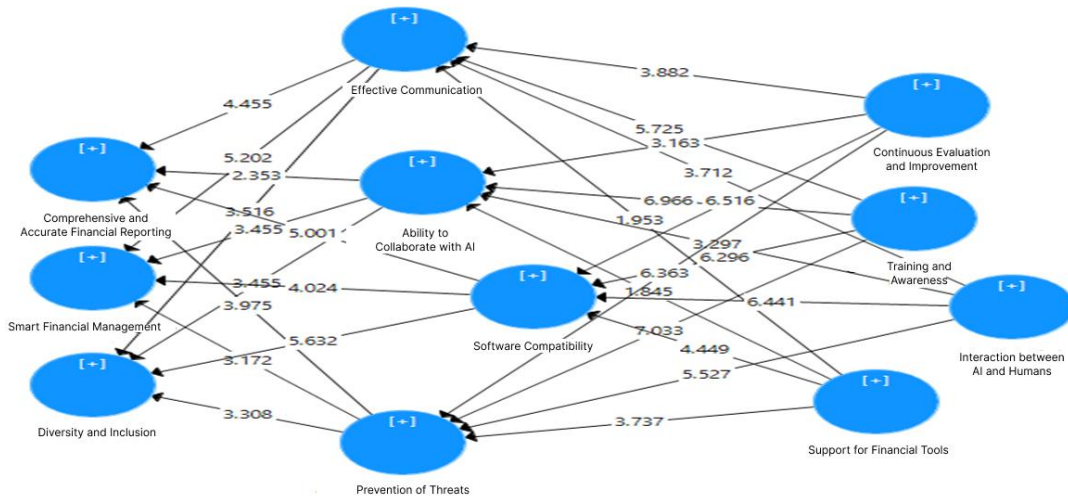 [+]
Effective Communication
3.882
[+]
Continuous Evaluation
and Improvement
4.455
5.725
3.163
[+]
Comprehensive and
Accurate Financial Reporting
5.202
2.353
[+]
Ability to
Collaborate with AI
3.712
6.966
6.516
[+]
Training and
Awareness
3.516
3.455
5.001
1.953
3.297
6.296
[+]
Smart Financial Management
3.455
4.024
3.975
[+]
Software Compatibility
6.363
1.845
6.441
[+]
Interaction between
AI and Humans
5.632
7.033
4.449
3.172
5.527
[+]
Diversity and Inclusion
3.308
[+]
Prevention of Threats
3.737
[+]
Support for Financial Tools